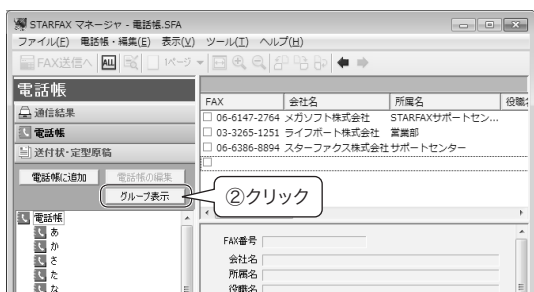 STARFAX マネージャ - 電話帳.SFA
ファイル(F) 電話帳・編集(E) 表示(V) ツール(I) ヘルプ(H)
FAX送信へ ALL 1ページ
電話帳
FAX 会社名 所属名 役職名
通信結果
06-6147-2764 メガソフト株式会社 STARFAXサポートセン...
電話帳
03-3265-1251 ライフボート株式会社 営業部
送付状・定型原稿
06-6386-8894 スターファクス株式会社 サポートセンター
電話帳に追加 電話帳の編集
グループ表示
②クリック
電話帳
あ
か
さ
た
な
FAX番号
会社名
所属名
役職名